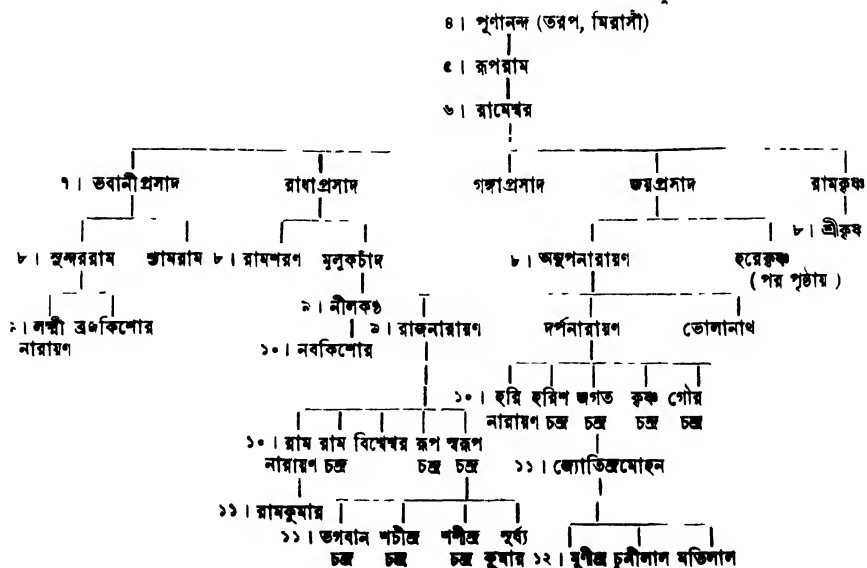 ৪। পূর্ণানন্দ (তরপ, মিরাসী)
৫। রূপরাম
৬। রামেশ্বর
৭। ভবানীপ্রসাদ রাধাপ্রসাদ গঙ্গাপ্রসাদ জয়প্রসাদ রামকৃষ্ণ
৮। শ্রীকৃষ্ণ
৮। সুন্দররাম শ্যামরাম ৮। রামশরণ মুলুকচাঁদ ৮। অনুপনারায়ণ হরেকৃষ্ণ
(পর পৃষ্ঠায়)
৯। নীলকণ্ঠ
৯। লক্ষ্মী ব্রজকিশোর ৯। রাজনারায়ণ দর্পনারায়ণ ভোলানাথ
নারায়ণ
১০। নবকিশোর
১০। হরি হরিশ জগত কৃষ্ণ গৌর
নারায়ণ চন্দ্র চন্দ্র চন্দ্র চন্দ্র
১০। রাম রাম বিশ্বেশ্বর রূপ স্বরূপ
নারায়ণ চন্দ্র চন্দ্র চন্দ্র
১১। জ্যোতিন্দ্রমোহন
১১। রামকুমার
১১। ভগবান শচীন্দ্র শশীন্দ্র সূর্য্য
চন্দ্র চন্দ্র চন্দ্র কুমার ১২। মুণীন্দ্র চুনীলাল মতিলাল